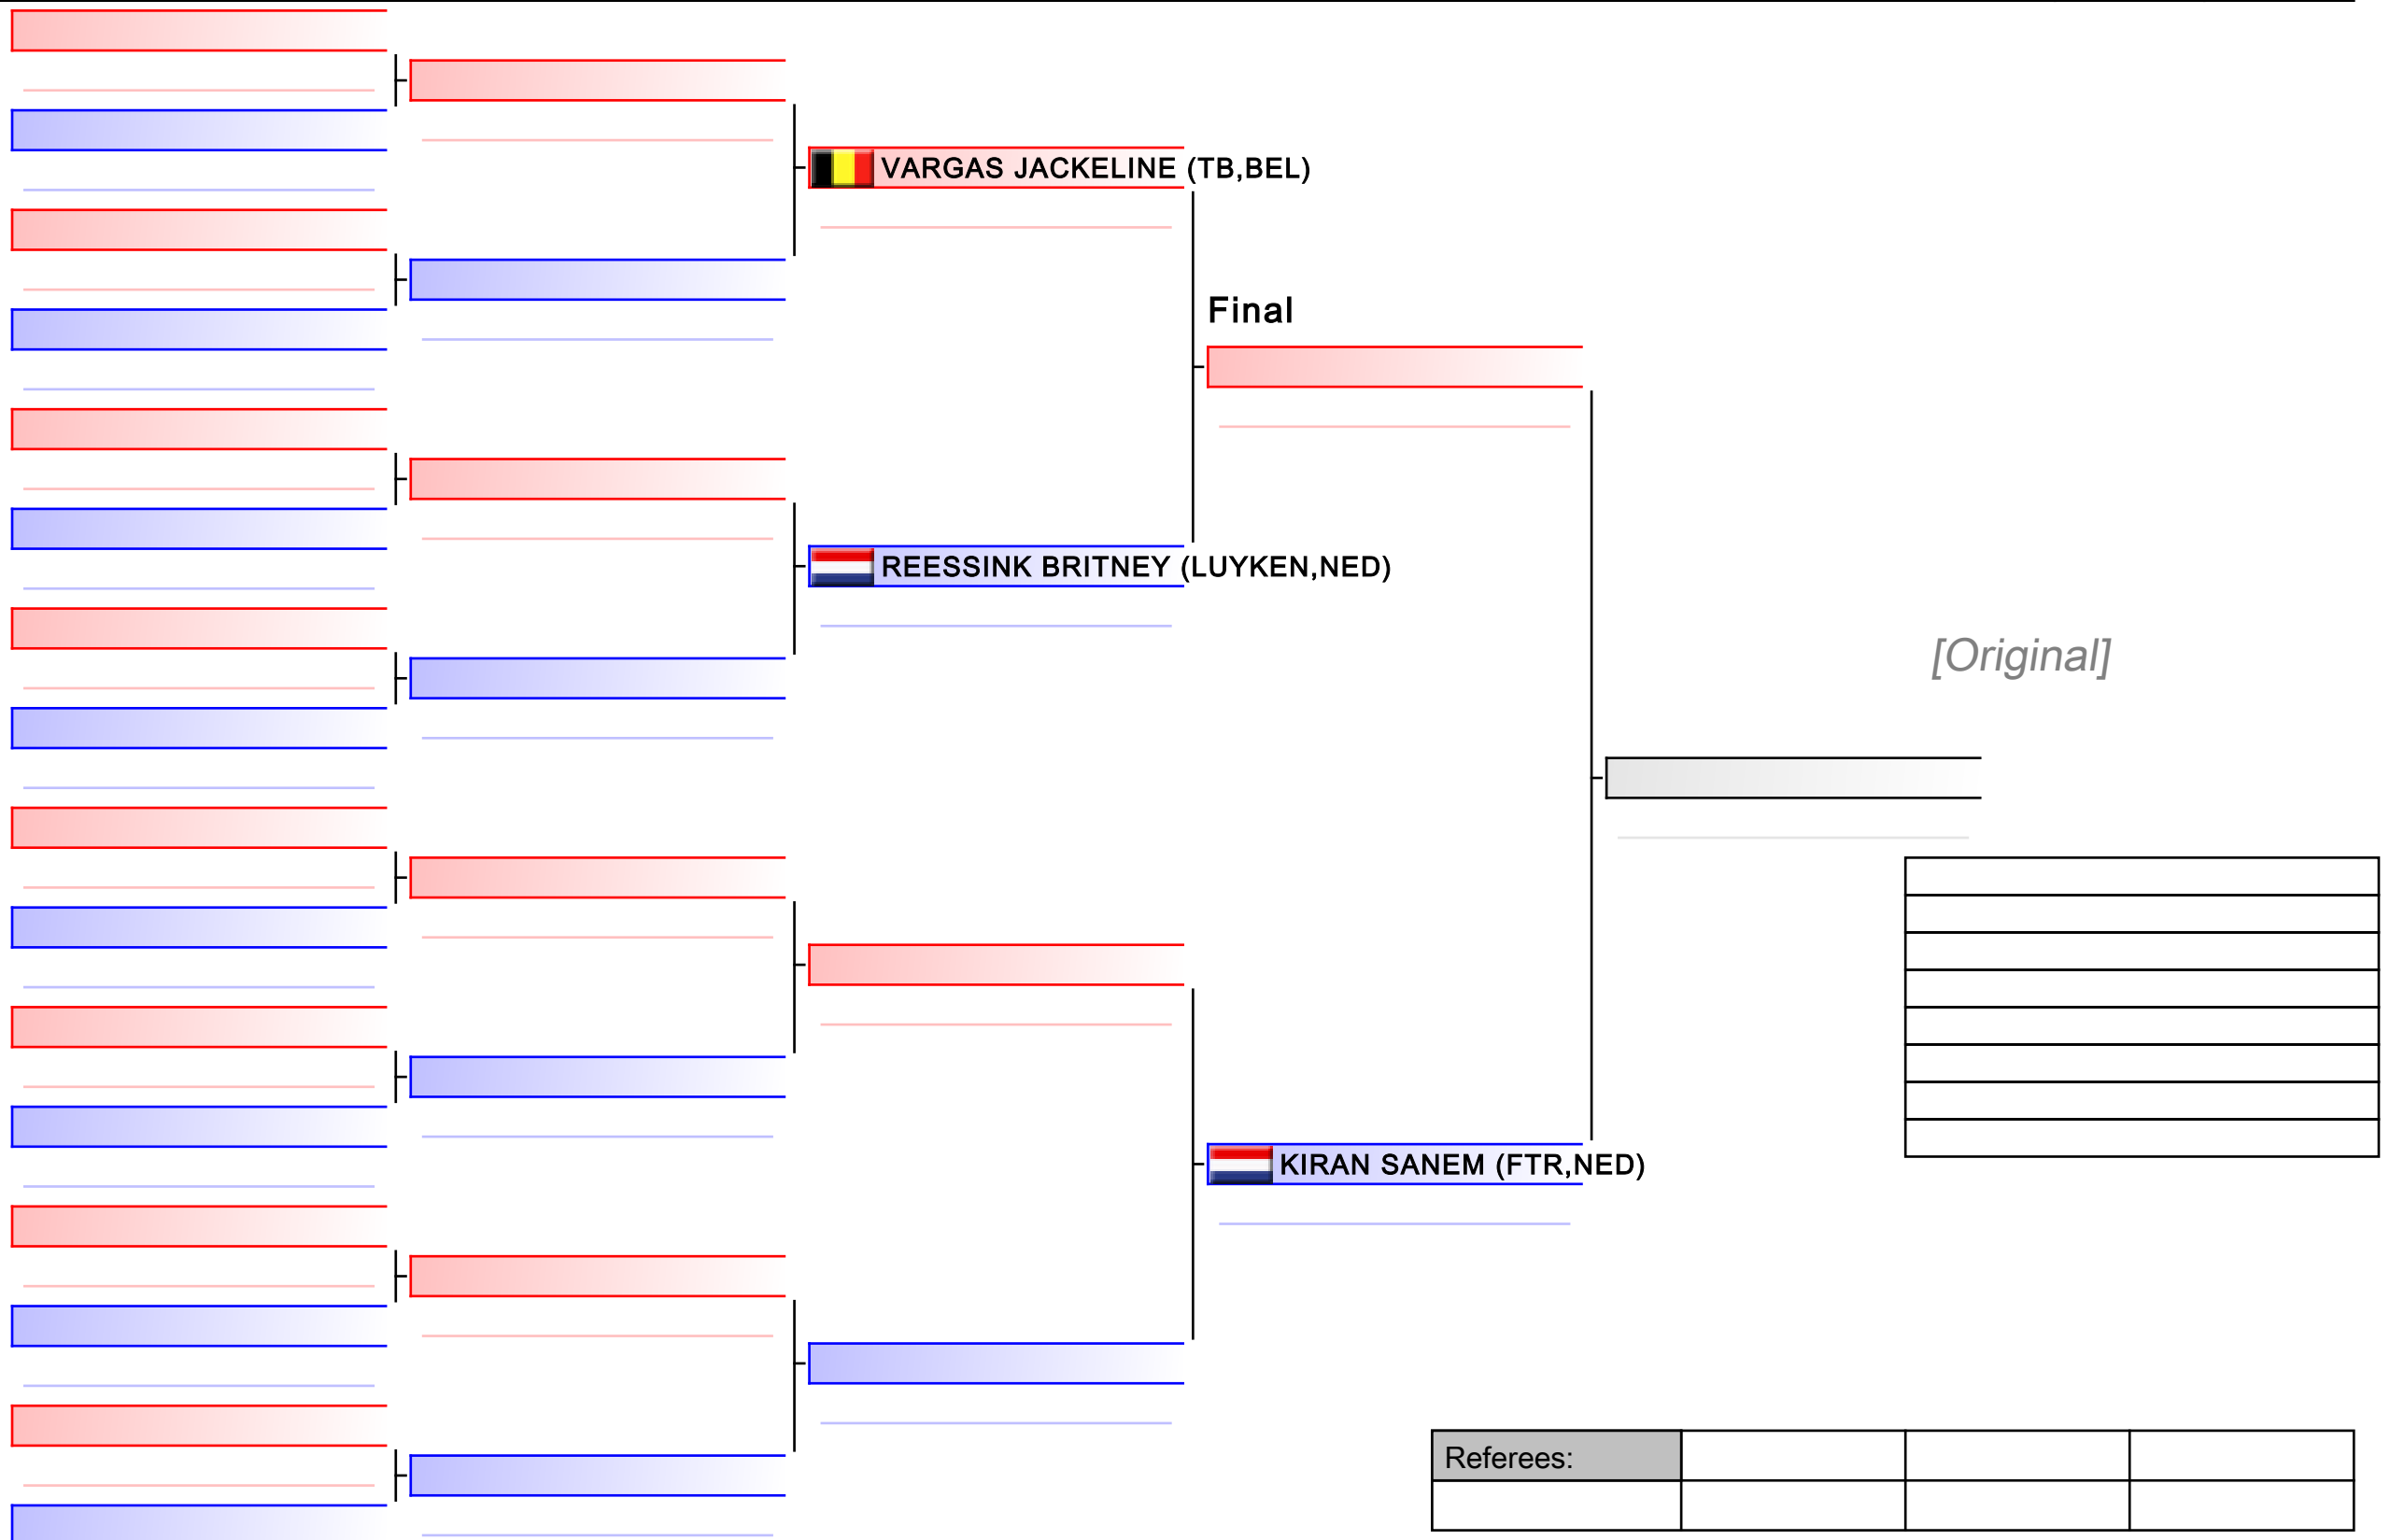 VARGAS JACKELINE (TB,BEL)
Final
REESSINK BRITNEY (LUYKEN,NED)
[Original]
KIRAN SANEM (FTR,NED)
Referees: